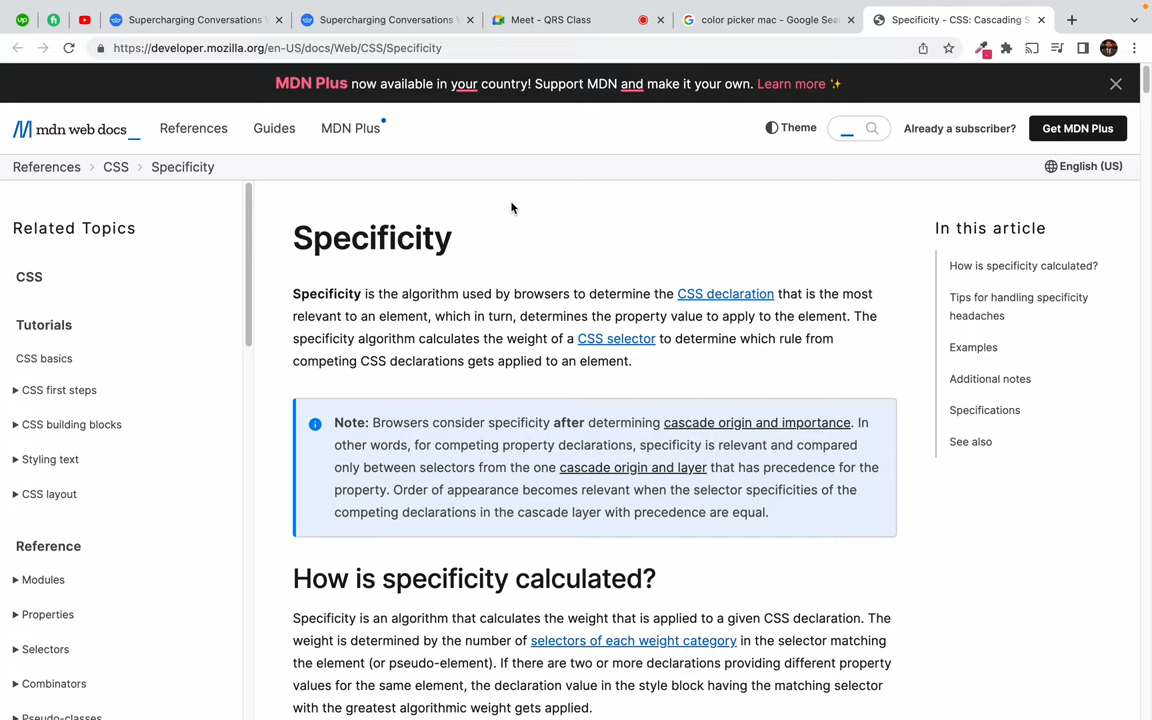 Supercharging Conversations
Supercharging Conversations
Meet - QRS Class
color picker mac - Google Sea
Specificity - CSS: Cascading S
https://developer.mozilla.org/en-US/docs/Web/CSS/Specificity
MDN Plus now available in your country! Support MDN and make it your own. Learn more ✨
mdn web docs_
References
Guides
MDN Plus
Theme
Already a subscriber?
Get MDN Plus
References > CSS > Specificity
English (US)
Related Topics
CSS
Tutorials
CSS basics
CSS first steps
CSS building blocks
Styling text
CSS layout
Reference
Modules
Properties
Selectors
Combinators
Pseudo-classes
Specificity
Specificity is the algorithm used by browsers to determine the CSS declaration that is the most
relevant to an element, which in turn, determines the property value to apply to the element. The
specificity algorithm calculates the weight of a CSS selector to determine which rule from
competing CSS declarations gets applied to an element.
Note: Browsers consider specificity after determining cascade origin and importance. In
other words, for competing property declarations, specificity is relevant and compared
only between selectors from the one cascade origin and layer that has precedence for the
property. Order of appearance becomes relevant when the selector specificities of the
competing declarations in the cascade layer with precedence are equal.
How is specificity calculated?
Specificity is an algorithm that calculates the weight that is applied to a given CSS declaration. The
weight is determined by the number of selectors of each weight category in the selector matching
the element (or pseudo-element). If there are two or more declarations providing different property
values for the same element, the declaration value in the style block having the matching selector
with the greatest algorithmic weight gets applied.
In this article
How is specificity calculated?
Tips for handling specificity
headaches
Examples
Additional notes
Specifications
See also